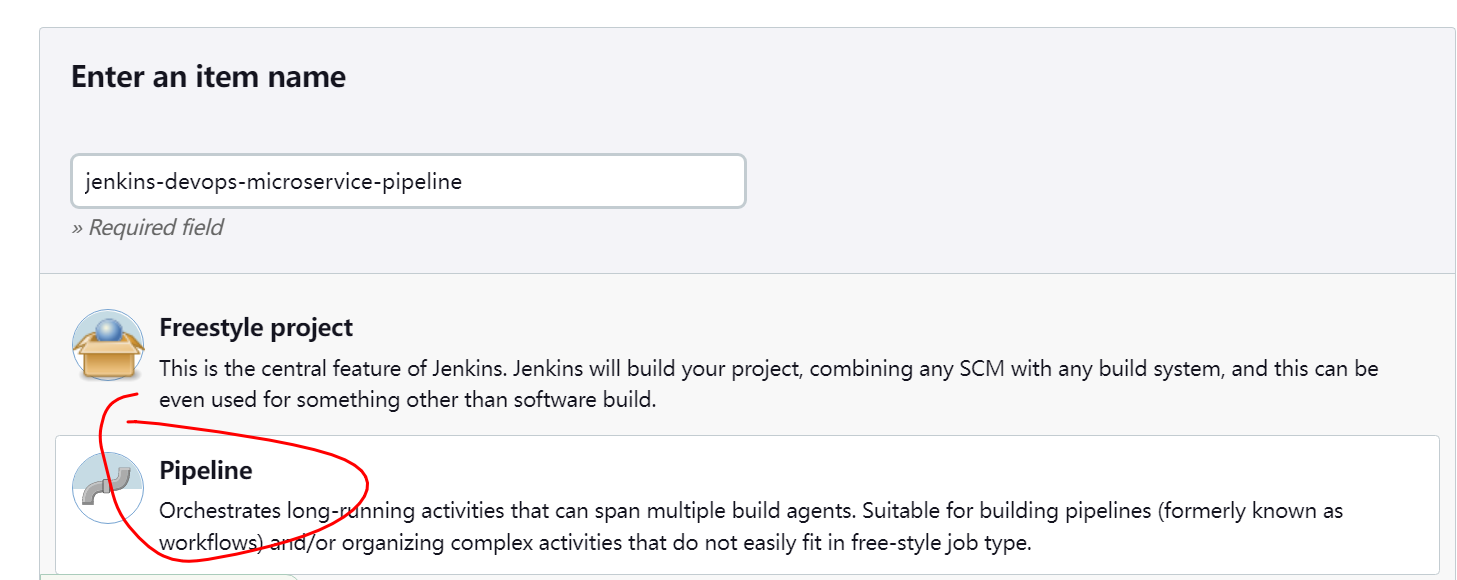 Enter an item name
jenkins-devops-microservice-pipeline
» Required field
Freestyle project
This is the central feature of Jenkins. Jenkins will build your project, combining any SCM with any build system, and this can be
even used for something other than software build.
Pipeline
Orchestrates long-running activities that can span multiple build agents. Suitable for building pipelines (formerly known as
workflows) and/or organizing complex activities that do not easily fit in free-style job type.